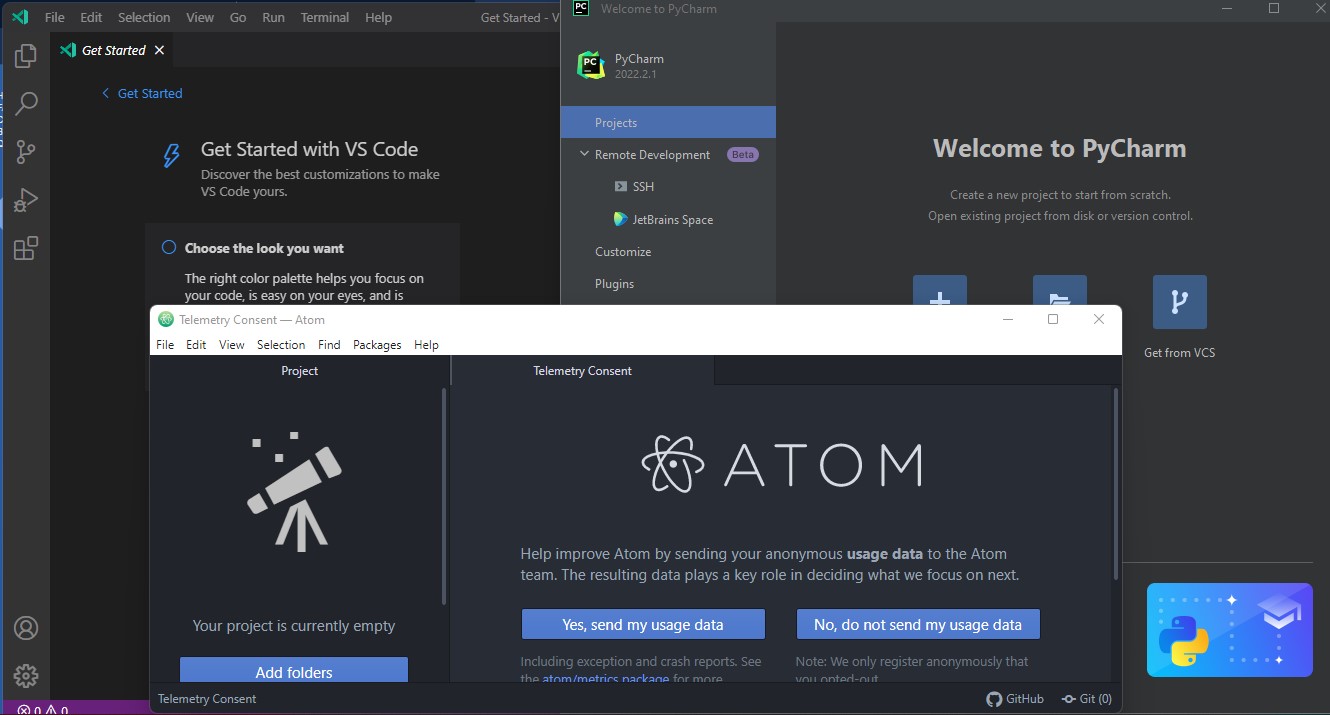 File Edit Selection View Go Run Terminal Help
Get Started - V
Get Started
Get Started
Get Started with VS Code
Discover the best customizations to make
VS Code yours.
Choose the look you want
The right color palette helps you focus on
your code, is easy on your eyes, and is
0 0
PC
Welcome to PyCharm
PC
PyCharm
2022.2.1
Projects
Remote Development Beta
SSH
JetBrains Space
Customize
Plugins
Welcome to PyCharm
Create a new project to start from scratch.
Open existing project from disk or version control.
Get from VCS
Telemetry Consent — Atom
File Edit View Selection Find Packages Help
Project
Telemetry Consent
ATOM
Help improve Atom by sending your anonymous usage data to the Atom
team. The resulting data plays a key role in deciding what we focus on next.
Your project is currently empty
Add folders
Yes, send my usage data
No, do not send my usage data
Including exception and crash reports. See
the atom/metrics package for more
Note: We only register anonymously that
you opted-out
Telemetry Consent
GitHub
Git (0)